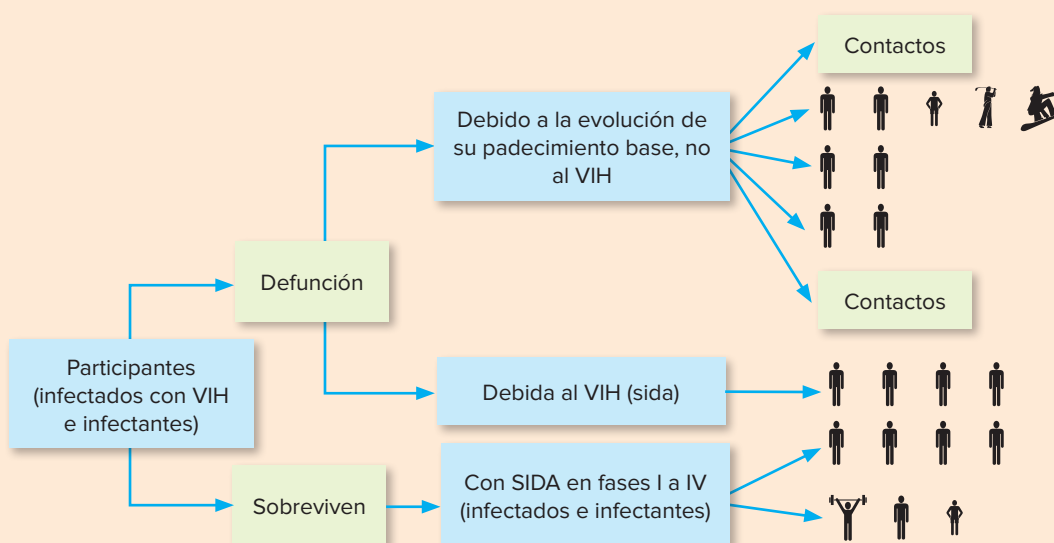 Contactos
Debido a la evolución de
su padecimiento base, no
al VIH
Defunción
Contactos
Participantes
(infectados con VIH
e infectantes)
Debida al VIH (sida)
Sobreviven
Con SIDA en fases I a IV
(infectados e infectantes)